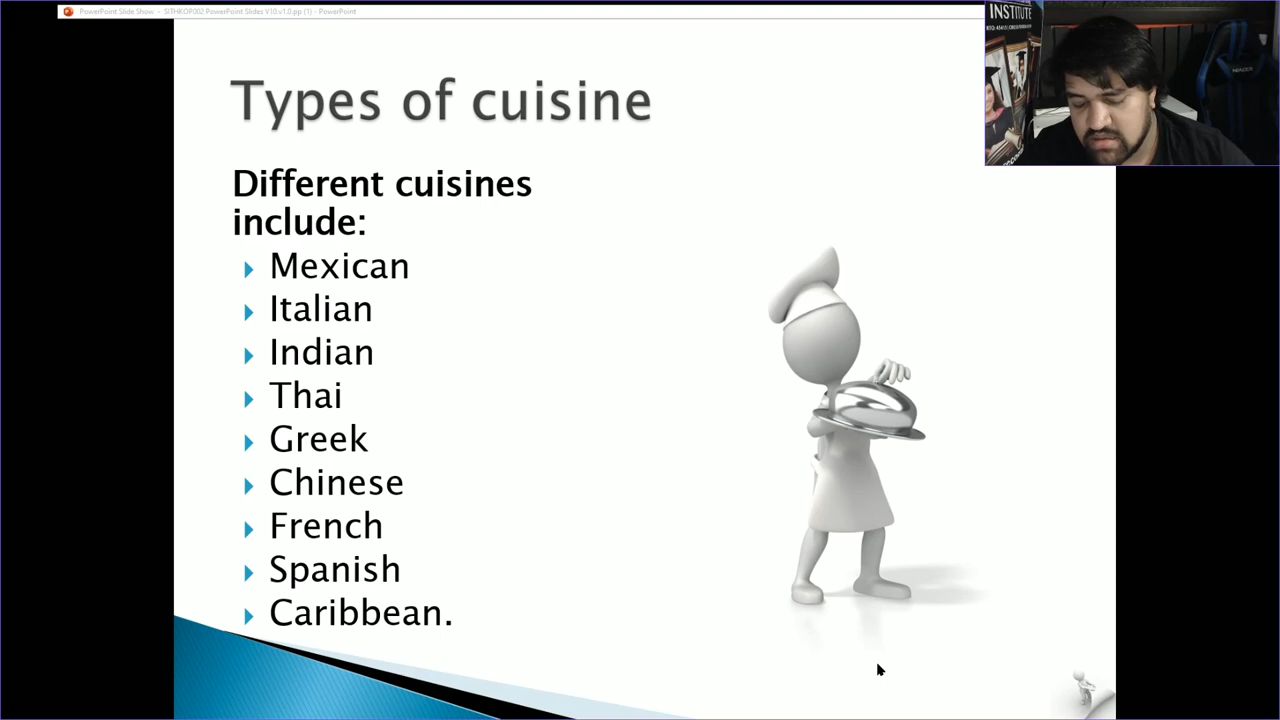 PowerPoint Slide Show - SITHKOP002 PowerPoint Slides V10.v1.0.pp (1) - PowerPoint
INSTITUTE
Types of cuisine
Different cuisines
include:
Mexican
Italian
Indian
Thai
Greek
Chinese
French
Spanish
Caribbean.